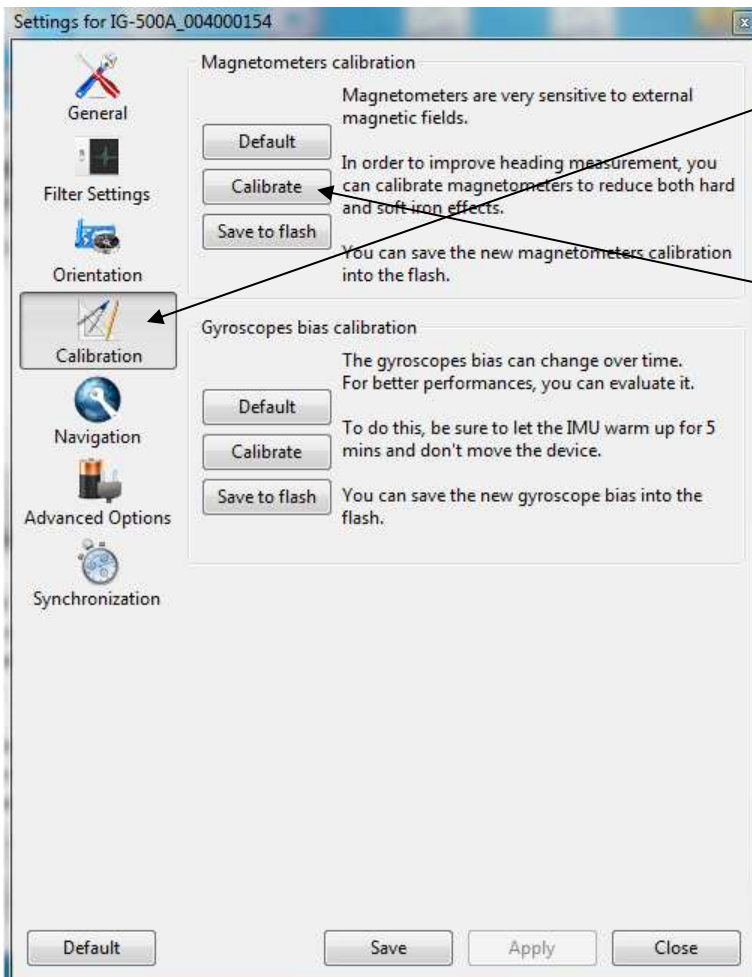 Settings for IG-500A_004000154
General
Filter Settings
Orientation
Calibration
Navigation
Advanced Options
Synchronization
Magnetometers calibration
Default
Calibrate
Save to flash
Magnetometers are very sensitive to external
magnetic fields.
In order to improve heading measurement, you
can calibrate magnetometers to reduce both hard
and soft iron effects.
You can save the new magnetometers calibration
into the flash.
Gyroscopes bias calibration
Default
Calibrate
Save to flash
The gyroscopes bias can change over time.
For better performances, you can evaluate it.
To do this, be sure to let the IMU warm up for 5
mins and don't move the device.
You can save the new gyroscope bias into the
flash.
Default
Save
Apply
Close